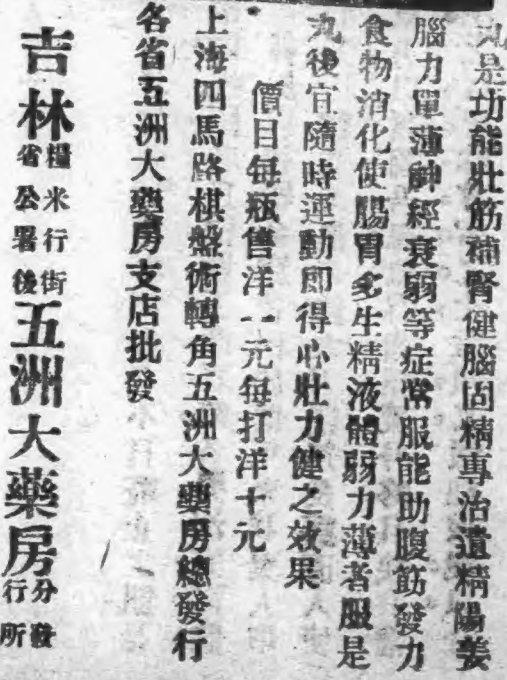 丸是功能壯筋補腎健腦固精專治遺精陽萎
腦力單薄神經衰弱等症常服能助腹筋發力
食物消化使腸胃多生精液體弱力薄者服是
丸後宜隨時運動即得心壯力健之效果
價目每瓶售洋一元每打洋十元
上海四馬路棋盤術轉角五洲大藥房總發行
各省五洲大藥房支店批發
吉林
糧米行街
省公署後
五洲大藥房
分發
行所